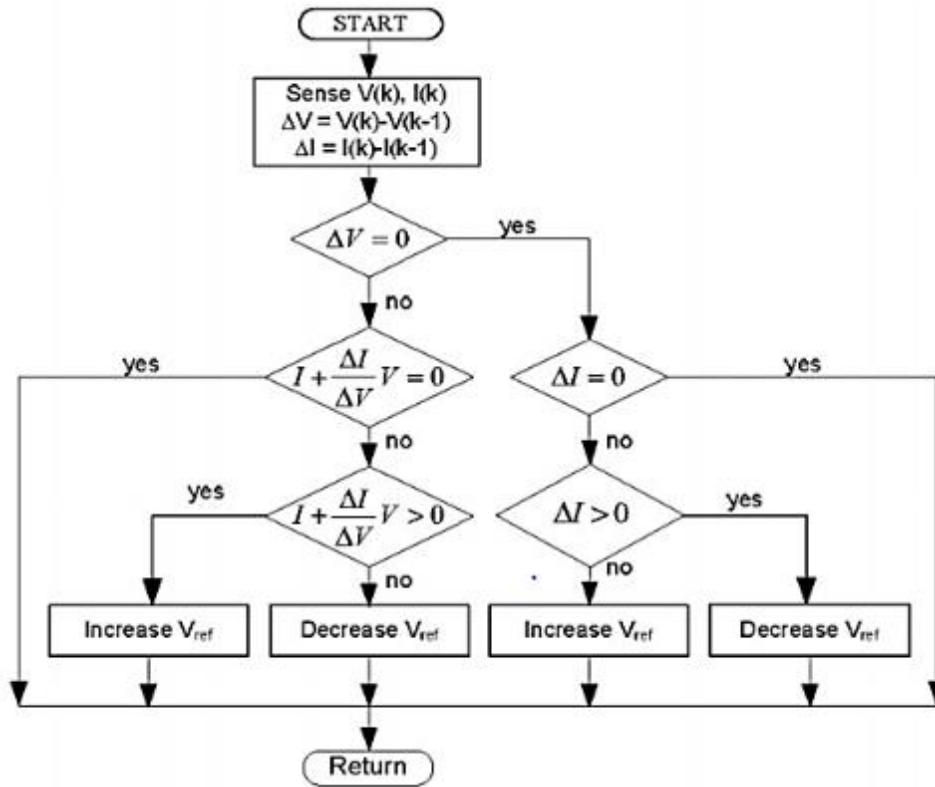 START
Sense V(k), I(k)
ΔV = V(k)-V(k-1)
ΔI = I(k)-I(k-1)
ΔV = 0
yes
no
yes
I + ΔI/ΔV V = 0
ΔI = 0
yes
no
no
yes
I + ΔI/ΔV V > 0
ΔI > 0
yes
no
no
Increase Vref
Decrease Vref
Increase Vref
Decrease Vref
Return